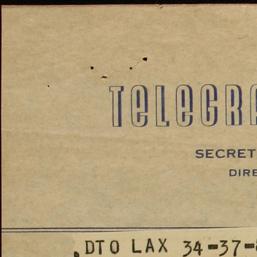 TELEGRA
SECRET
DIRE
DTO LAX 34-37-